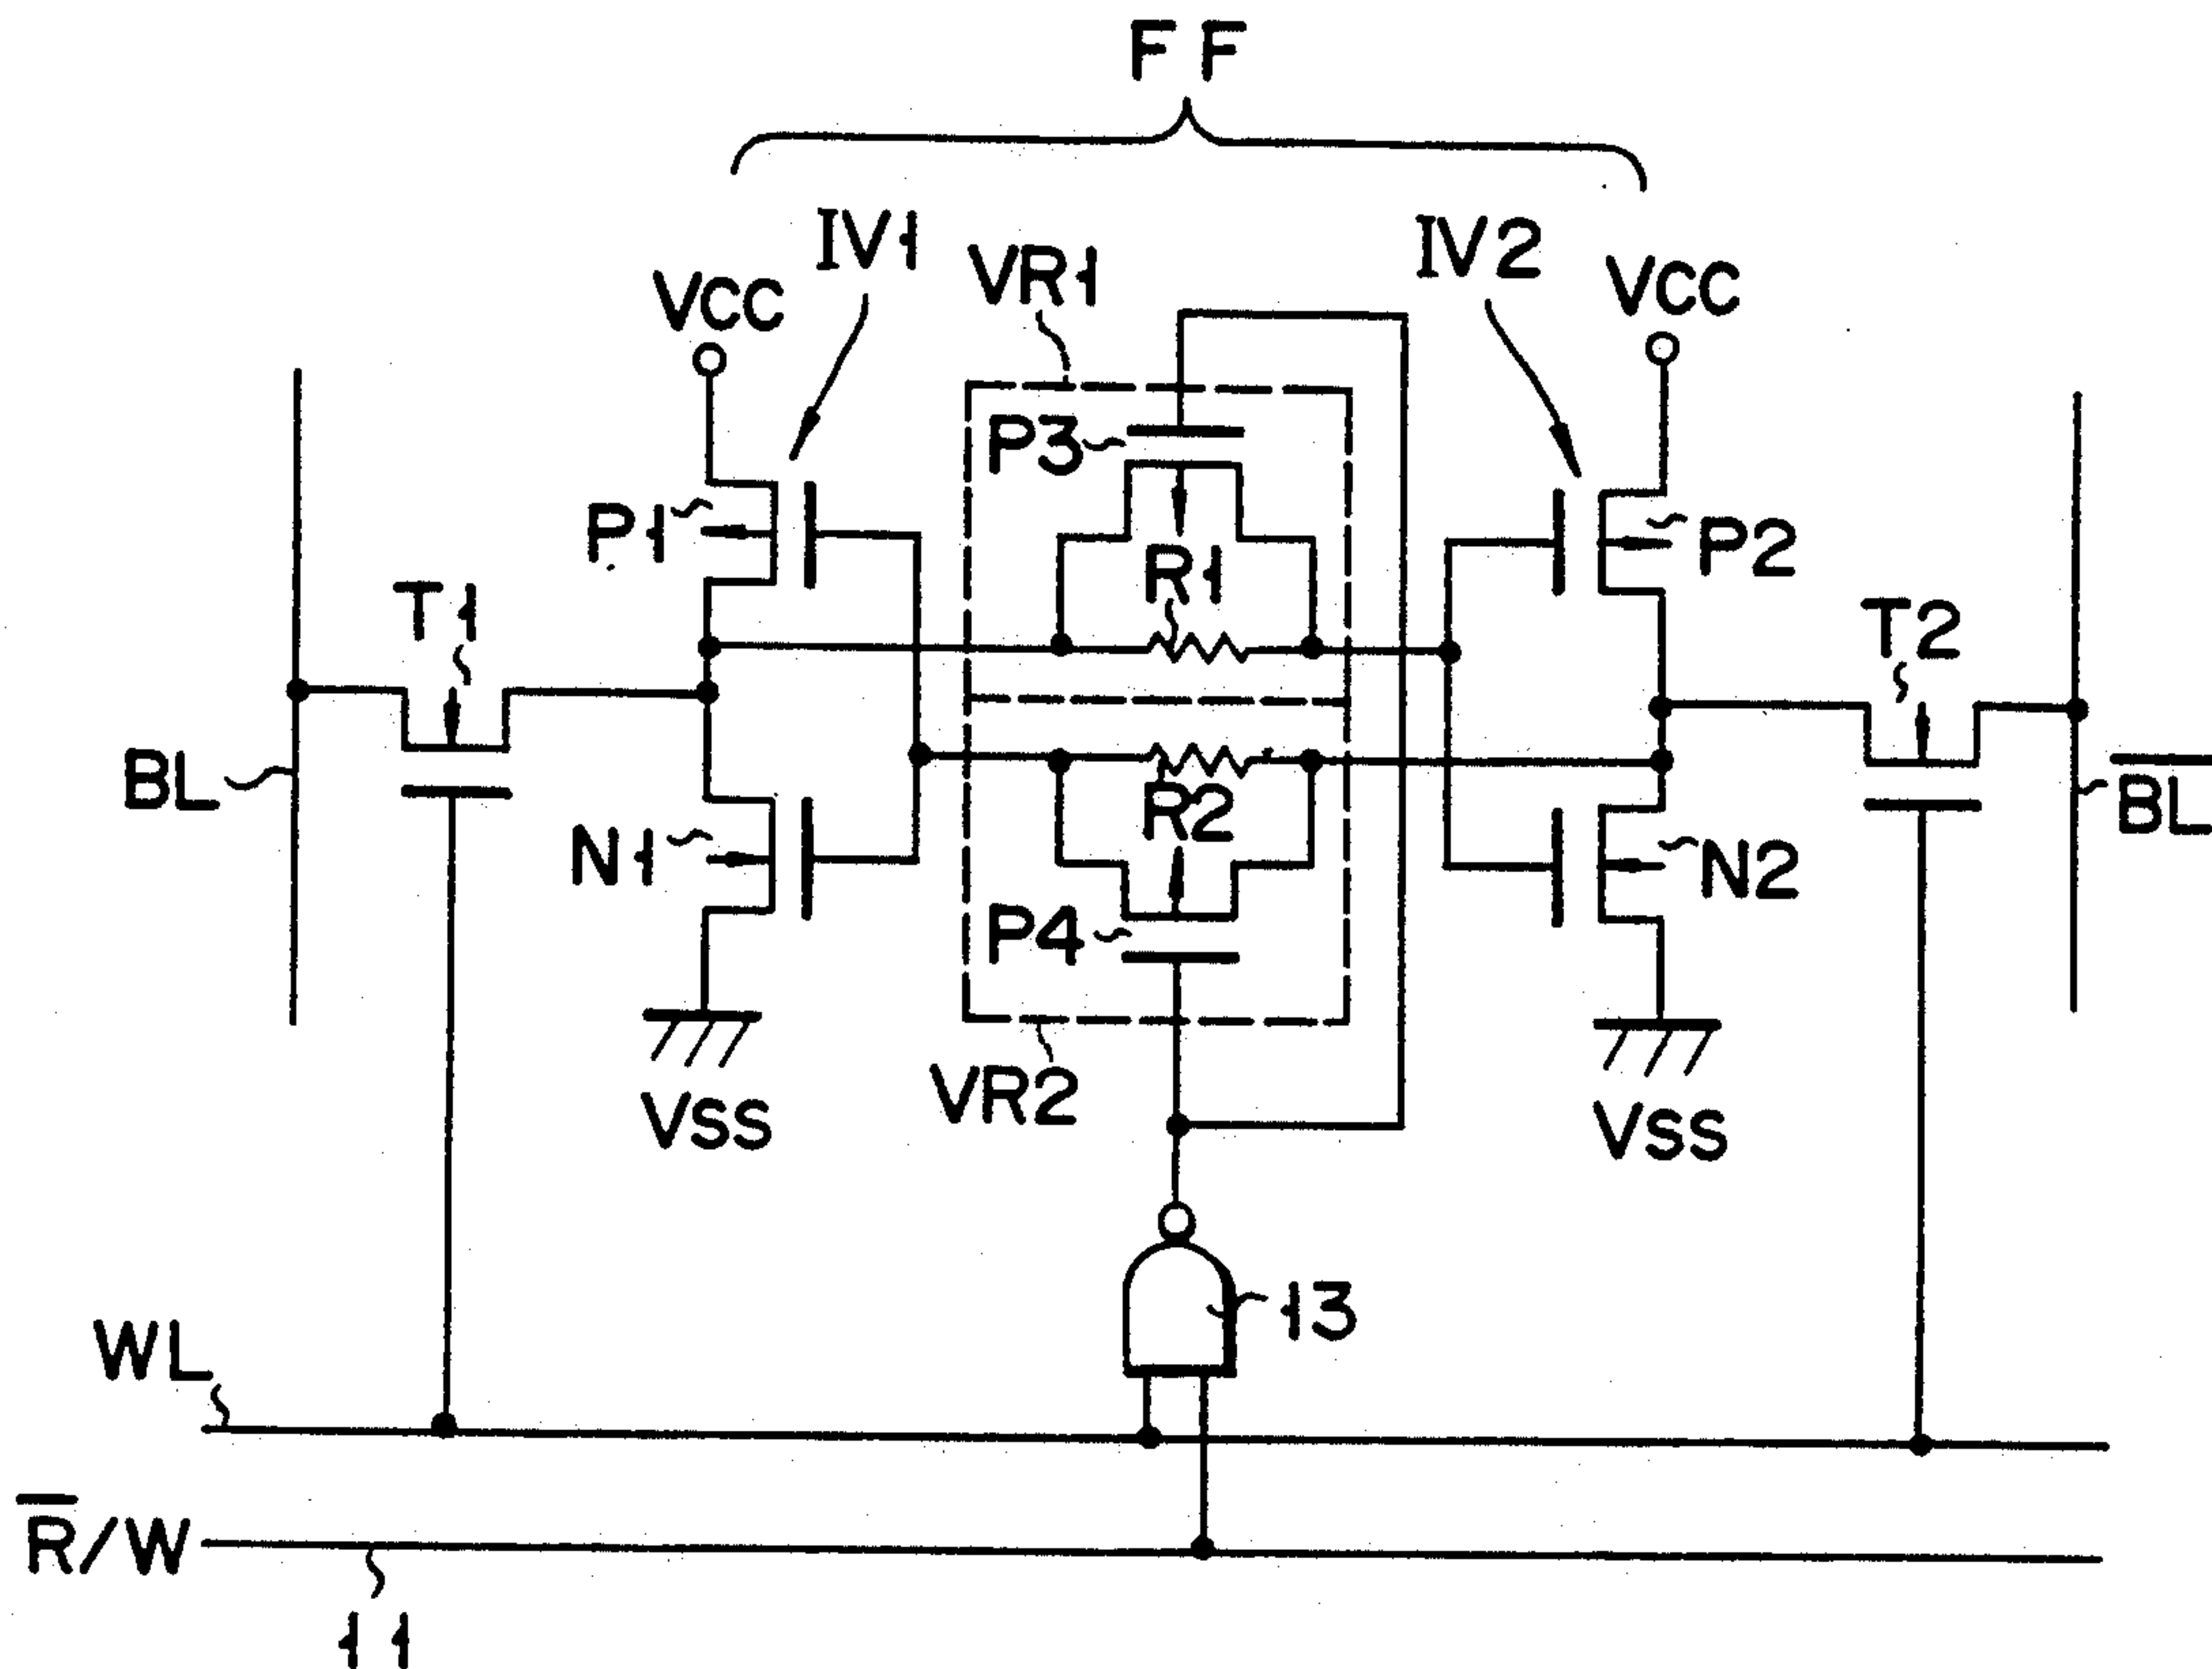 FF
IV1
IV2
VR1
VCC
VCC
P3
P1
R1
P2
T1
T2
BL
R2
B̅L̅
N1
N2
P4
VR2
VSS
VSS
13
WL
R̅/W
11